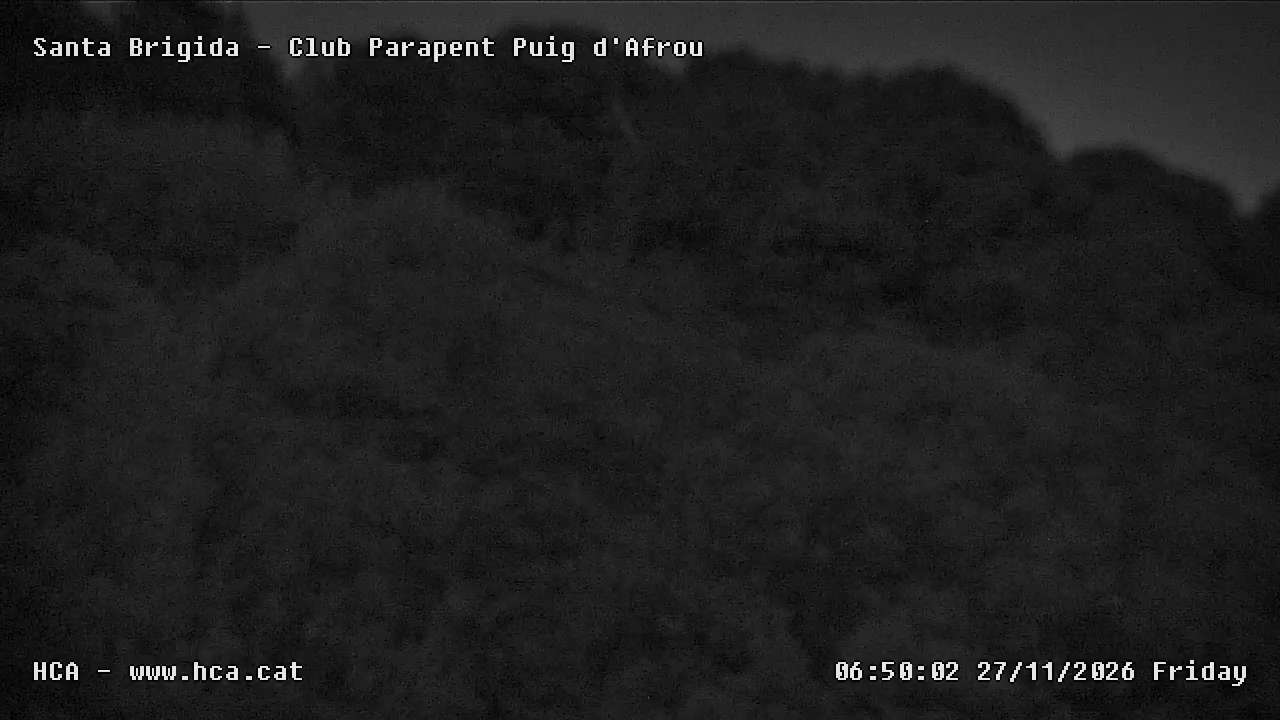 Santa Brigida - Club Parapent Puig d'Afrou
HCA - www.hca.cat
06:50:02 27/11/2026 Friday